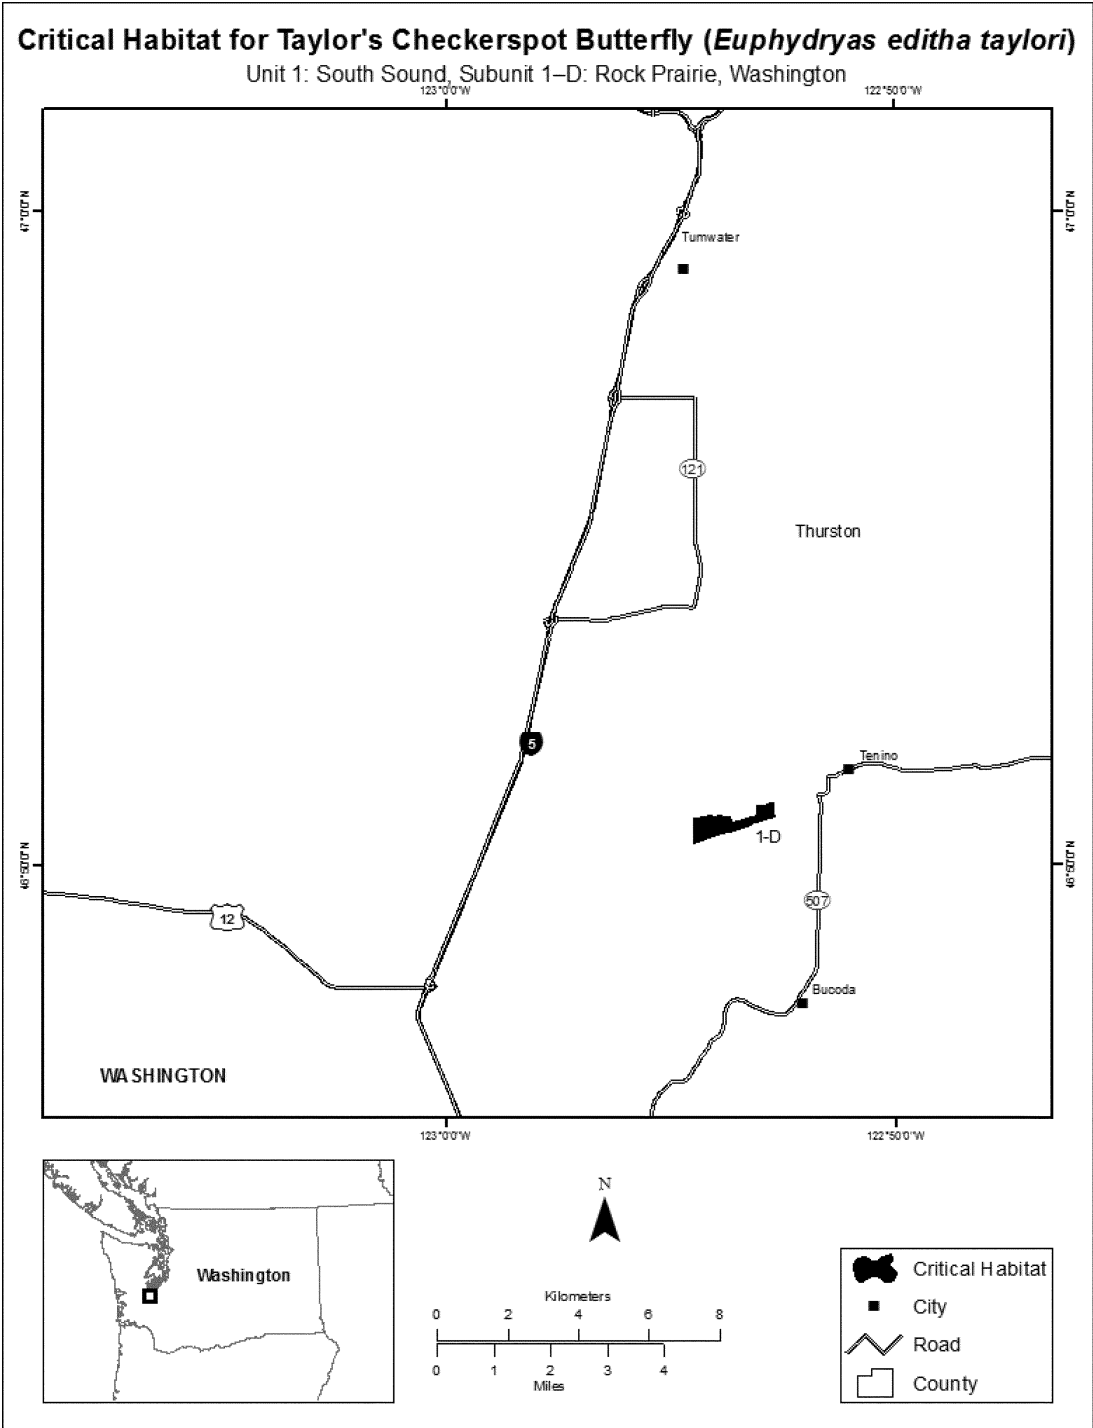 Critical Habitat for Taylor's Checkerspot Butterfly (Euphydryas editha taylori)
Unit 1: South Sound, Subunit 1–D: Rock Prairie, Washington
123°0'0"W
122°50'0"W
47°0'0"N
47°0'0"N
Tumwater
121
Thurston
5
Tenino
1-D
46°50'0"N
46°50'0"N
507
12
Bucoda
WASHINGTON
123°0'0"W
122°50'0"W
Washington
N
Kilometers
0 2 4 6 8
0 1 2 3 4
Miles
Critical Habitat
City
Road
County